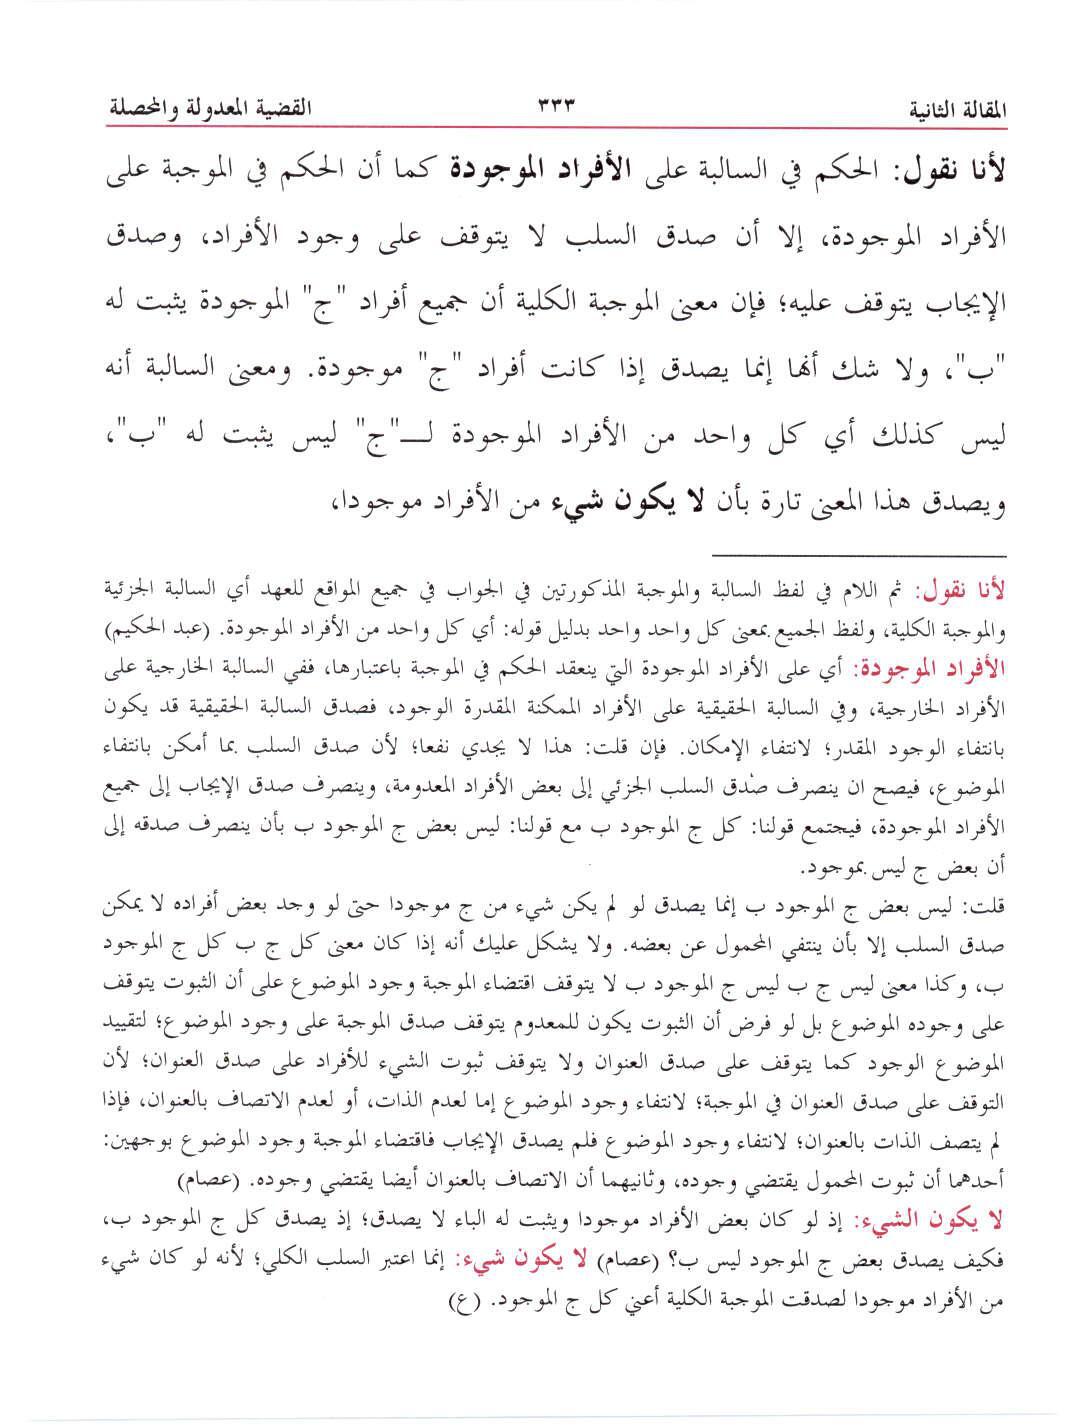 المقالة الثانية ٣٣٣ القضية المعدولة والمحصلة
لأنا نقول: الحكم في السالبة على الأفراد الموجودة كما أن الحكم في الموجبة على
الأفراد الموجودة، إلا أن صدق السلب لا يتوقف على وجود الأفراد، وصدق
الإيجاب يتوقف عليه؛ فإن معنى الموجبة الكلية أن جميع أفراد "ج" الموجودة يثبت له
"ب"، ولا شك أنها إنما يصدق إذا كانت أفراد "ج" موجودة. ومعنى السالبة أنه
ليس كذلك أي كل واحد من الأفراد الموجودة لـــ"ج" ليس يثبت له "ب"،
ويصدق هذا المعنى تارة بأن لا يكون شيء من الأفراد موجودا،
لأنا نقول: ثم اللام في لفظ السالبة والموجبة المذكورتين في الجواب في جميع المواقع للعهد أي السالبة الجزئية
والموجبة الكلية، ولفظ الجميع بمعنى كل واحد واحد بدليل قوله: أي كل واحد من الأفراد الموجودة. (عبد الحكيم)
الأفراد الموجودة: أي على الأفراد الموجودة التي ينعقد الحكم في الموجبة باعتبارها، ففي السالبة الخارجية على
الأفراد الخارجية، وفي السالبة الحقيقية على الأفراد الممكنة المقدرة الوجود، فصدق السالبة الحقيقية قد يكون
بانتفاء الوجود المقدر؛ لانتفاء الإمكان. فإن قلت: هذا لا يجدي نفعا؛ لأن صدق السلب بما أمكن بانتفاء
الموضوع، فيصح ان ينصرف صدق السلب الجزئي إلى بعض الأفراد المعدومة، وينصرف صدق الإيجاب إلى جميع
الأفراد الموجودة، فيجتمع قولنا: كل ج الموجود ب مع قولنا: ليس بعض ج الموجود ب بأن ينصرف صدقه إلى
أن بعض ج ليس بموجود.
قلت: ليس بعض ج الموجود ب إنما يصدق لو لم يكن شيء من ج موجودا حتى لو وجد بعض أفراده لا يمكن
صدق السلب إلا بأن ينتفي المحمول عن بعضه. ولا يشكل عليك أنه إذا كان معنى كل ج ب كل ج الموجود
ب، وكذا معنى ليس ج ب ليس ج الموجود ب لا يتوقف اقتضاء الموجبة وجود الموضوع على أن الثبوت يتوقف
على وجوده الموضوع بل لو فرض أن الثبوت يكون للمعدوم يتوقف صدق الموجبة على وجود الموضوع؛ لتقييد
الموضوع الوجود كما يتوقف على صدق العنوان ولا يتوقف ثبوت الشيء للأفراد على صدق العنوان؛ لأن
التوقف على صدق العنوان في الموجبة؛ لانتفاء وجود الموضوع إما لعدم الذات، أو لعدم الاتصاف بالعنوان، فإذا
لم يتصف الذات بالعنوان؛ لانتفاء وجود الموضوع فلم يصدق الإيجاب فاقتضاء الموجبة وجود الموضوع بوجهين:
أحدهما أن ثبوت المحمول يقتضي وجوده، وثانيهما أن الاتصاف بالعنوان أيضا يقتضي وجوده. (عصام)
لا يكون الشيء: إذ لو كان بعض الأفراد موجودا ويثبت له الباء لا يصدق؛ إذ يصدق كل ج الموجود ب،
فكيف يصدق بعض ج الموجود ليس ب؟ (عصام) لا يكون شيء: إنما اعتبر السلب الكلي؛ لأنه لو كان شيء
من الأفراد موجودا لصدقت الموجبة الكلية أعني كل ج الموجود. (ع)